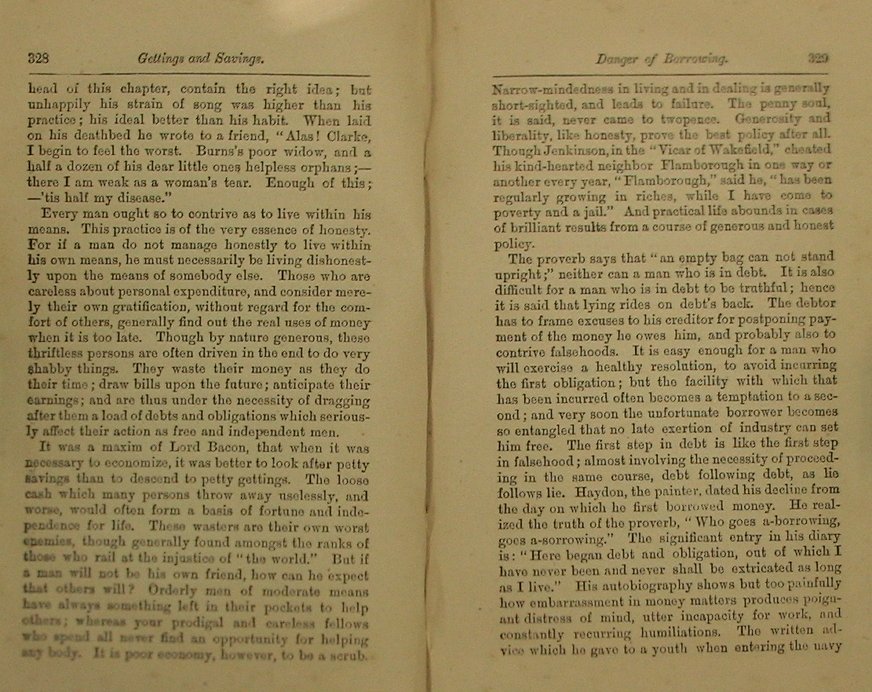 328 Gettings and Savings.
head of this chapter, contain the right idea; but
unhappily his strain of song was higher than his
practice; his ideal better than his habit. When laid
on his deathbed he wrote to a friend, "Alas! Clarke,
I begin to feel the worst. Burns's poor widow, and a
half a dozen of his dear little ones helpless orphans;—
there I am weak as a woman's tear. Enough of this;
—'tis half my disease."
Every man ought so to contrive as to live within his
means. This practice is of the very essence of honesty.
For if a man do not manage honestly to live within
his own means, he must necessarily be living dishonest-
ly upon the means of somebody else. Those who are
careless about personal expenditure, and consider mere-
ly their own gratification, without regard for the com-
fort of others, generally find out the real uses of money
when it is too late. Though by nature generous, these
thriftless persons are often driven in the end to do very
shabby things. They waste their money as they do
their time; draw bills upon the future; anticipate their
earnings; and are thus under the necessity of dragging
after them a load of debts and obligations which serious-
ly affect their action as free and independent men.
It was a maxim of Lord Bacon, that when it was
necessary to economize, it was better to look after petty
savings than to descend to petty gettings. The loose
cash which many persons throw away uselessly, and
worse, would often form a basis of fortune and inde-
pendence for life. These wasters are their own worst
enemies, though generally found amongst the ranks of
those who rail at the injustice of "the world." But if
a man will not be his own friend, how can he expect
that others will? Orderly men of moderate means
have always something left in their pockets to help
others; whereas your prodigal and careless fellows
who spend all never find an opportunity for helping
any body. It is poor economy, however, to be a scrub.
Danger of Borrowing. 329
Narrow-mindedness in living and in dealing is generally
short-sighted, and leads to failure. The penny soul,
it is said, never came to twopence. Generosity and
liberality, like honesty, prove the best policy after all.
Though Jenkinson, in the "Vicar of Wakefield," cheated
his kind-hearted neighbor Flamborough in one way or
another every year, "Flamborough," said he, "has been
regularly growing in riches, while I have come to
poverty and a jail." And practical life abounds in cases
of brilliant results from a course of generous and honest
policy.
The proverb says that "an empty bag can not stand
upright;" neither can a man who is in debt. It is also
difficult for a man who is in debt to be truthful; hence
it is said that lying rides on debt's back. The debtor
has to frame excuses to his creditor for postponing pay-
ment of the money he owes him, and probably also to
contrive falsehoods. It is easy enough for a man who
will exercise a healthy resolution, to avoid incurring
the first obligation; but the facility with which that
has been incurred often becomes a temptation to a sec-
ond; and very soon the unfortunate borrower becomes
so entangled that no late exertion of industry can set
him free. The first step in debt is like the first step
in falsehood; almost involving the necessity of proceed-
ing in the same course, debt following debt, as lie
follows lie. Haydon, the painter, dated his decline from
the day on which he first borrowed money. He real-
ized the truth of the proverb, "Who goes a-borrowing,
goes a-sorrowing." The significant entry in his diary
is: "Here began debt and obligation, out of which I
have never been and never shall be extricated as long
as I live." His autobiography shows but too painfully
how embarrassment in money matters produces poign-
ant distress of mind, utter incapacity for work, and
constantly recurring humiliations. The written ad-
vice which he gave to a youth when entering the navy